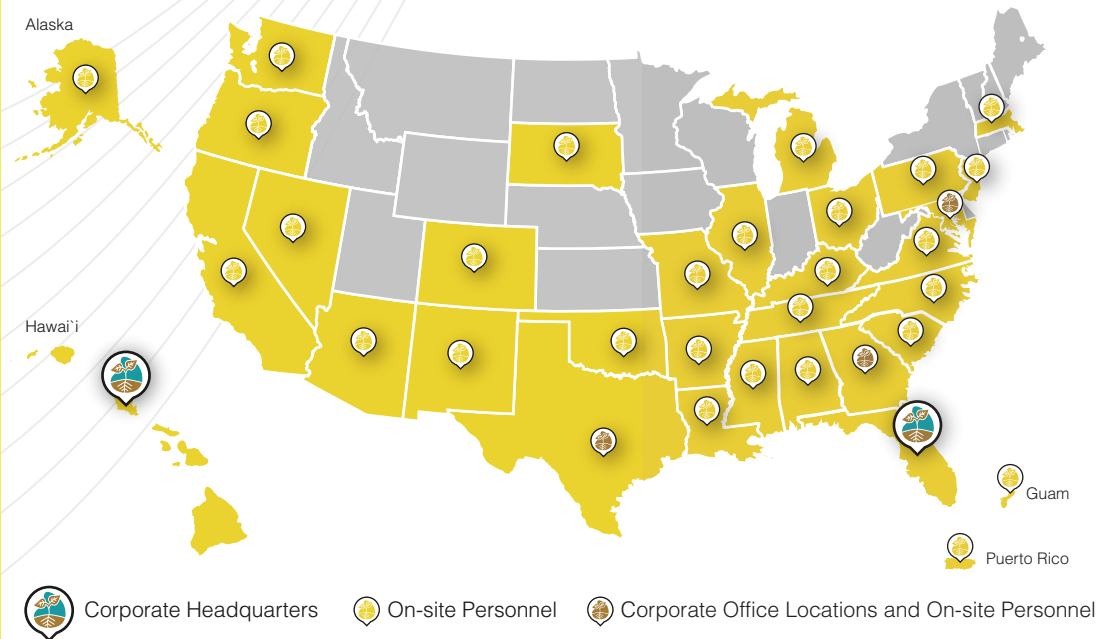 Alaska
Hawai`i
Guam
Puerto Rico
Corporate Headquarters
On-site Personnel
Corporate Office Locations and On-site Personnel